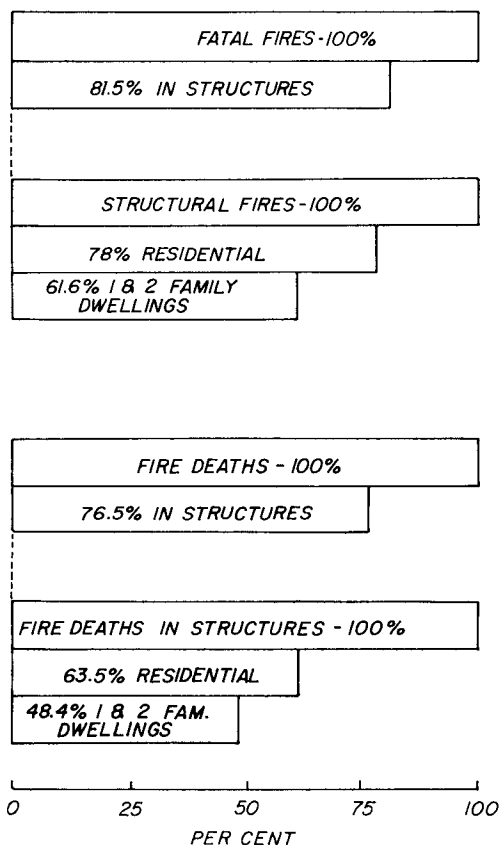 FATAL FIRES-100%
81.5% IN STRUCTURES
STRUCTURAL FIRES-100%
78% RESIDENTIAL
61.6% 1 & 2 FAMILY
DWELLINGS
FIRE DEATHS - 100%
76.5% IN STRUCTURES
FIRE DEATHS IN STRUCTURES - 100%
63.5% RESIDENTIAL
48.4% 1 & 2 FAM.
DWELLINGS
0 25 50 75 100
PER CENT